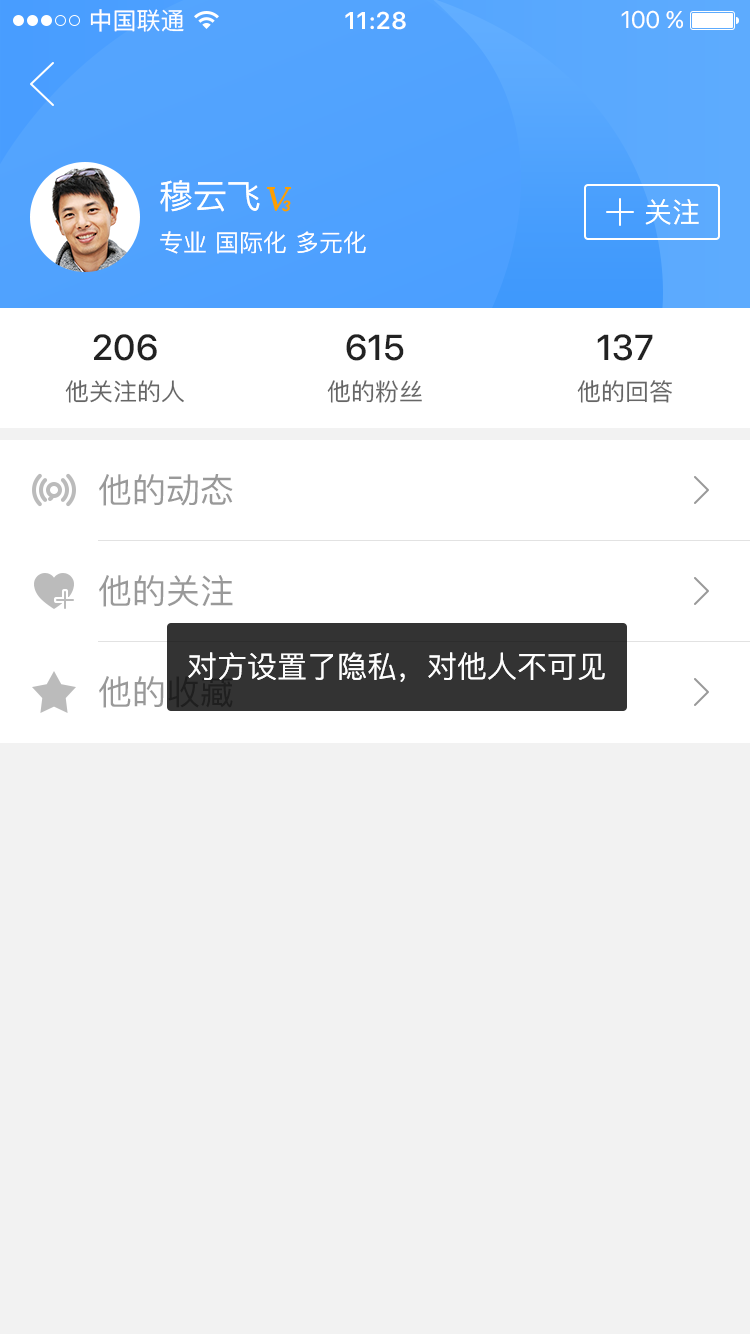 中国联通 11:28 100 %
穆云飞 V3
专业 国际化 多元化
关注
206 615 137
他关注的人 他的粉丝 他的回答
他的动态
他的关注
对方设置了隐私，对他人不可见
他的收藏